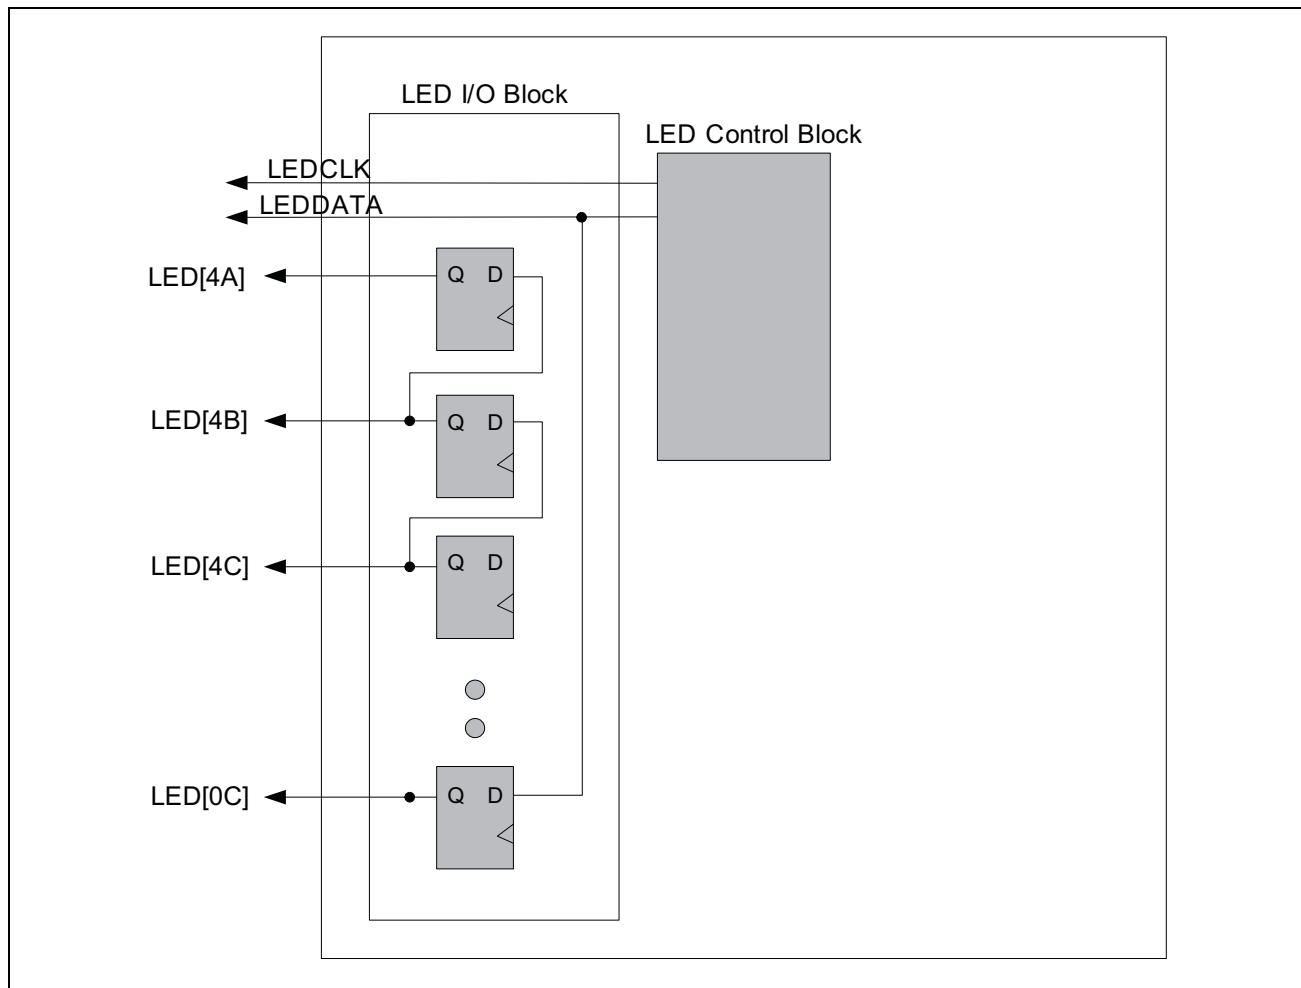 LED I/O Block
LED Control Block
LEDCLK
LEDDATA
LED[4A]
Q D
LED[4B]
Q D
LED[4C]
Q D
LED[0C]
Q D